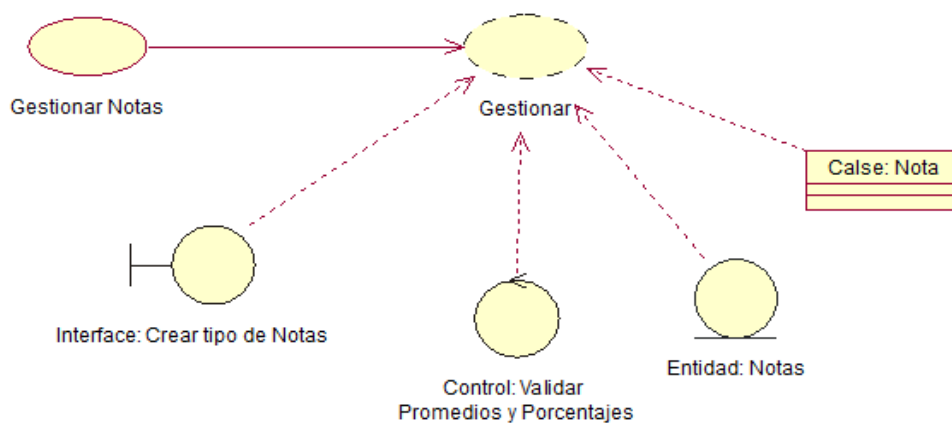 Gestionar Notas
Gestionar
Calse: Nota
Interface: Crear tipo de Notas
Control: Validar
Promedios y Porcentajes
Entidad: Notas